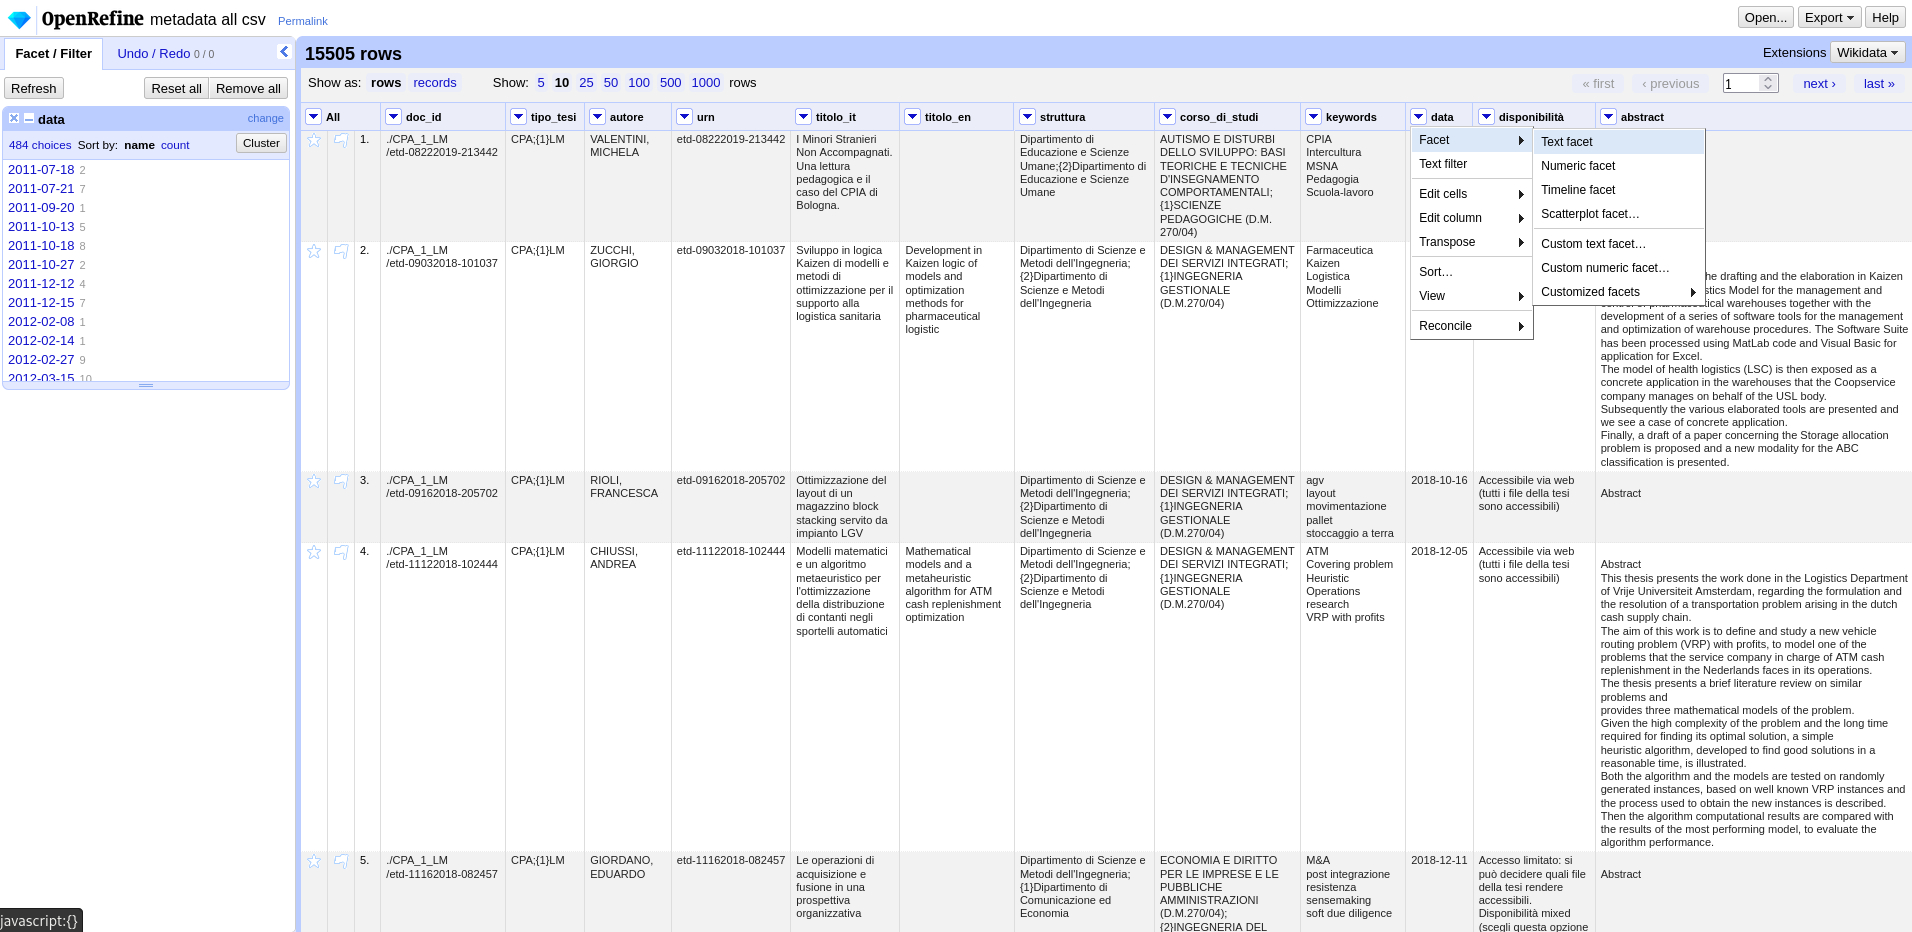 OpenRefine metadata all csv Permalink
Open... Export Help
Facet / Filter Undo / Redo 0 / 0
15505 rows
Extensions Wikidata
Refresh Reset all Remove all
Show as: rows records Show: 5 10 25 50 100 500 1000 rows
« first ‹ previous 1 next › last »
data change
484 choices Sort by: name count Cluster
2011-07-18 2
2011-07-21 7
2011-09-20 1
2011-10-13 5
2011-10-18 8
2011-10-27 2
2011-12-12 4
2011-12-15 7
2012-02-08 1
2012-02-14 1
2012-02-27 9
2012-03-15 10
All doc_id tipo_tesi autore urn titolo_it titolo_en struttura corso_di_studi keywords data disponibilità abstract
1.
./CPA_1_LM
/etd-08222019-213442
CPA;{1}LM
VALENTINI,
MICHELA
etd-08222019-213442
I Minori Stranieri
Non Accompagnati.
Una lettura
pedagogica e il
caso del CPIA di
Bologna.
Dipartimento di
Educazione e Scienze
Umane;{2}Dipartimento di
Educazione e Scienze
Umane
AUTISMO E DISTURBI
DELLO SVILUPPO: BASI
TEORICHE E TECNICHE
D'INSEGNAMENTO
COMPORTAMENTALI;
{1}SCIENZE
PEDAGOGICHE (D.M.
270/04)
CPIA
Intercultura
MSNA
Pedagogia
Scuola-lavoro
Facet
Text filter
Edit cells
Edit column
Transpose
Sort…
View
Reconcile
Text facet
Numeric facet
Timeline facet
Scatterplot facet…
Custom text facet…
Custom numeric facet…
Customized facets
2.
./CPA_1_LM
/etd-09032018-101037
CPA;{1}LM
ZUCCHI,
GIORGIO
etd-09032018-101037
Sviluppo in logica
Kaizen di modelli e
metodi di
ottimizzazione per il
supporto alla
logistica sanitaria
Development in
Kaizen logic of
models and
optimization
methods for
pharmaceutical
logistic
Dipartimento di Scienze e
Metodi dell'Ingegneria;
{2}Dipartimento di
Scienze e Metodi
dell'Ingegneria
DESIGN & MANAGEMENT
DEI SERVIZI INTEGRATI;
{1}INGEGNERIA
GESTIONALE
(D.M.270/04)
Farmaceutica
Kaizen
Logistica
Modelli
Ottimizzazione
he drafting and the elaboration in Kaizen
stics Model for the management and
tical warehouses together with the
development of a series of software tools for the management
and optimization of warehouse procedures. The Software Suite
has been processed using MatLab code and Visual Basic for
application for Excel.
The model of health logistics (LSC) is then exposed as a
concrete application in the warehouses that the Coopservice
company manages on behalf of the USL body.
Subsequently the various elaborated tools are presented and
we see a case of concrete application.
Finally, a draft of a paper concerning the Storage allocation
problem is proposed and a new modality for the ABC
classification is presented.
3.
./CPA_1_LM
/etd-09162018-205702
CPA;{1}LM
RIOLI,
FRANCESCA
etd-09162018-205702
Ottimizzazione del
layout di un
magazzino block
stacking servito da
impianto LGV
Dipartimento di Scienze e
Metodi dell'Ingegneria;
{2}Dipartimento di
Scienze e Metodi
dell'Ingegneria
DESIGN & MANAGEMENT
DEI SERVIZI INTEGRATI;
{1}INGEGNERIA
GESTIONALE
(D.M.270/04)
agv
layout
movimentazione
pallet
stoccaggio a terra
2018-10-16
Accessibile via web
(tutti i file della tesi
sono accessibili)
Abstract
4.
./CPA_1_LM
/etd-11122018-102444
CPA;{1}LM
CHIUSSI,
ANDREA
etd-11122018-102444
Modelli matematici
e un algoritmo
metaeuristico per
l'ottimizzazione
della distribuzione
di contanti negli
sportelli automatici
Mathematical
models and a
metaheuristic
algorithm for ATM
cash replenishment
optimization
Dipartimento di Scienze e
Metodi dell'Ingegneria;
{2}Dipartimento di
Scienze e Metodi
dell'Ingegneria
DESIGN & MANAGEMENT
DEI SERVIZI INTEGRATI;
{1}INGEGNERIA
GESTIONALE
(D.M.270/04)
ATM
Covering problem
Heuristic
Operations
research
VRP with profits
2018-12-05
Accessibile via web
(tutti i file della tesi
sono accessibili)
Abstract
This thesis presents the work done in the Logistics Department
of Vrije Universiteit Amsterdam, regarding the formulation and
the resolution of a transportation problem arising in the dutch
cash supply chain.
The aim of this work is to define and study a new vehicle
routing problem (VRP) with profits, to model one of the
problems that the service company in charge of ATM cash
replenishment in the Nederlands faces in its operations.
The thesis presents a brief literature review on similar
problems and
provides three mathematical models of the problem.
Given the high complexity of the problem and the long time
required for finding its optimal solution, a simple
heuristic algorithm, developed to find good solutions in a
reasonable time, is illustrated.
Both the algorithm and the models are tested on randomly
generated instances, based on well known VRP instances and
the process used to obtain the new instances is described.
Then the algorithm computational results are compared with
the results of the most performing model, to evaluate the
algorithm performance.
5.
./CPA_1_LM
/etd-11162018-082457
CPA;{1}LM
GIORDANO,
EDUARDO
etd-11162018-082457
Le operazioni di
acquisizione e
fusione in una
prospettiva
organizzativa
Dipartimento di Scienze e
Metodi dell'Ingegneria;
{1}Dipartimento di
Comunicazione ed
Economia
ECONOMIA E DIRITTO
PER LE IMPRESE E LE
PUBBLICHE
AMMINISTRAZIONI
(D.M.270/04);
{2}INGEGNERIA DEL
M&A
post integrazione
resistenza
sensemaking
soft due diligence
2018-12-11
Accesso limitato: si
può decidere quali file
della tesi rendere
accessibili.
Disponibilità mixed
(scegli questa opzione
Abstract
javascript:{}